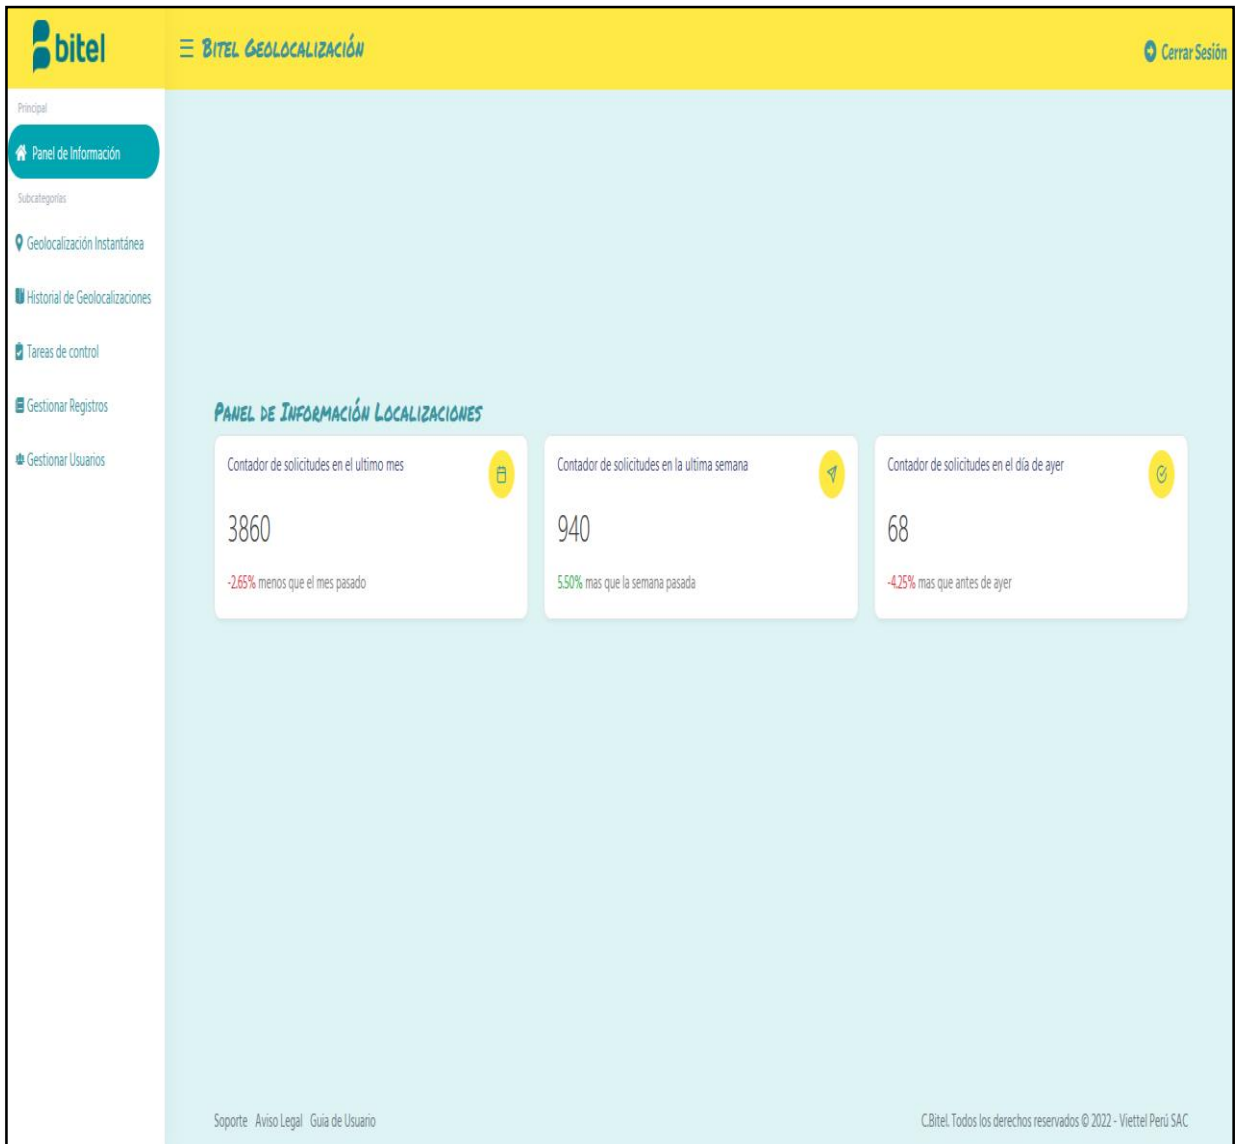 bitel
BITEL GEOLOCALIZACIÓN
Cerrar Sesión
Principal
Panel de Información
Subcategorías
Geolocalización Instantánea
Historial de Geolocalizaciones
Tareas de control
Gestionar Registros
Gestionar Usuarios
PANEL DE INFORMACIÓN LOCALIZACIONES
Contador de solicitudes en el ultimo mes
3860
-2.65% menos que el mes pasado
Contador de solicitudes en la ultima semana
940
5.50% mas que la semana pasada
Contador de solicitudes en el día de ayer
68
-4.25% mas que antes de ayer
Soporte Aviso Legal Guia de Usuario
C.Bitel. Todos los derechos reservados © 2022 - Viettel Perú SAC